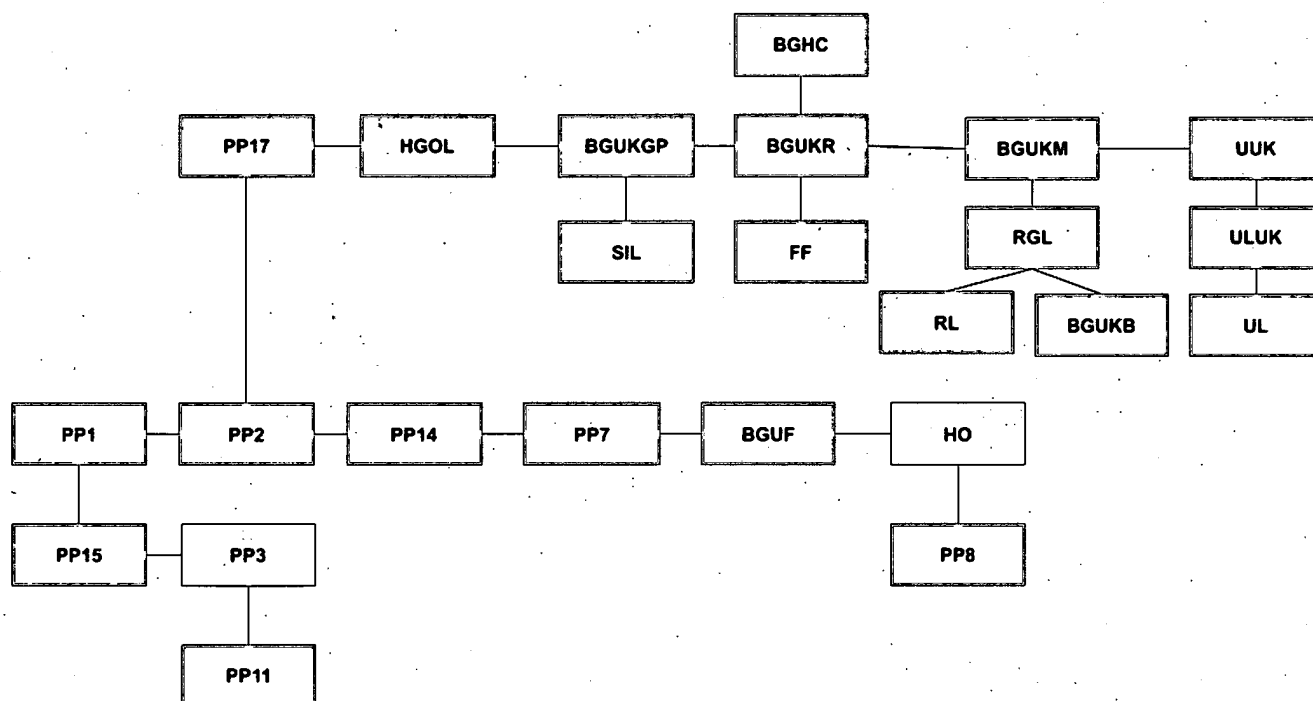 BGHC
PP17
HGOL
BGUKGP
BGUKR
BGUKM
UUK
SIL
FF
RGL
ULUK
RL
BGUKB
UL
PP1
PP2
PP14
PP7
BGUF
HO
PP15
PP3
PP8
PP11